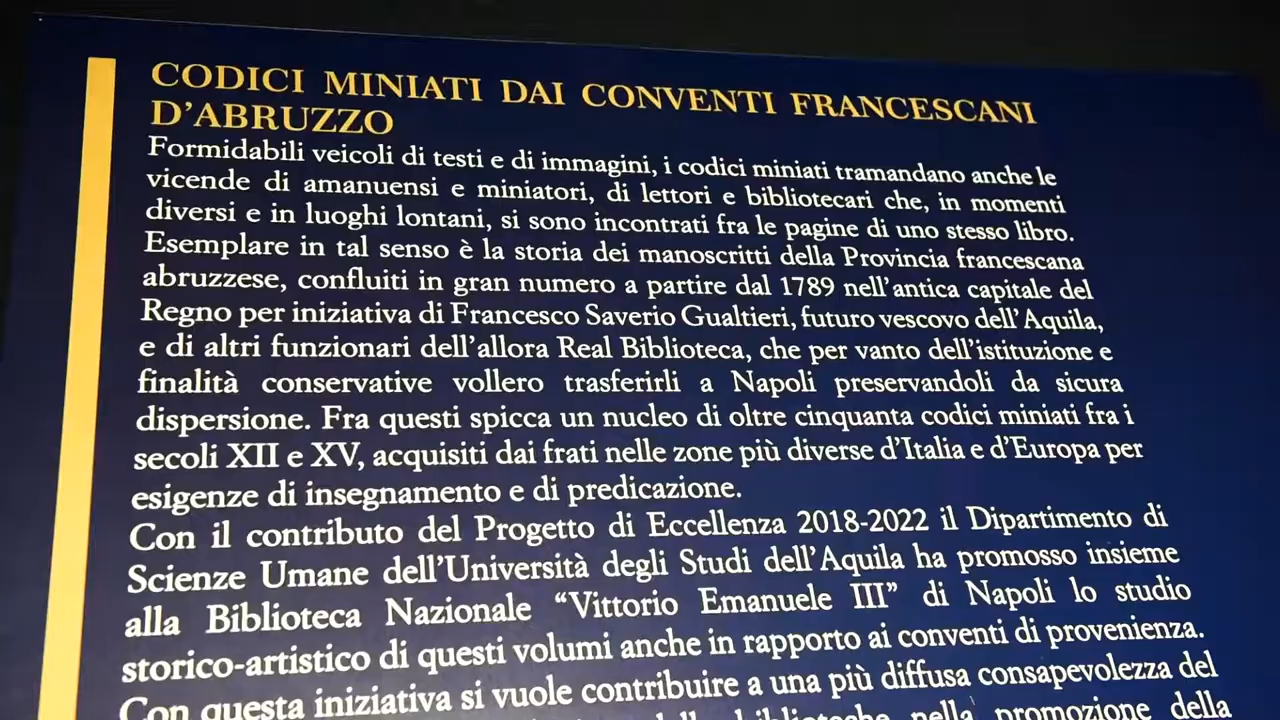 CODICI MINIATI DAI CONVENTI FRANCESCANI
D'ABRUZZO
Formidabili veicoli di testi e di immagini, i codici miniati tramandano anche le
vicende di amanuensi e miniatori, di lettori e bibliotecari che, in momenti
diversi e in luoghi lontani, si sono incontrati fra le pagine di uno stesso libro.
Esemplare in tal senso è la storia dei manoscritti della Provincia francescana
abruzzese, confluiti in gran numero a partire dal 1789 nell'antica capitale del
Regno per iniziativa di Francesco Saverio Gualtieri, futuro vescovo dell'Aquila,
e di altri funzionari dell'allora Real Biblioteca, che per vanto dell'istituzione e
finalità conservative vollero trasferirli a Napoli preservandoli da sicura
dispersione. Fra questi spicca un nucleo di oltre cinquanta codici miniati fra i
secoli XII e XV, acquisiti dai frati nelle zone più diverse d'Italia e d'Europa per
esigenze di insegnamento e di predicazione.
Con il contributo del Progetto di Eccellenza 2018-2022 il Dipartimento di
Scienze Umane dell'Università degli Studi dell'Aquila ha promosso insieme
alla Biblioteca Nazionale “Vittorio Emanuele III” di Napoli lo studio
storico-artistico di questi volumi anche in rapporto ai conventi di provenienza.
Con questa iniziativa si vuole contribuire a una più diffusa consapevolezza del
biblioteche nella promozione della